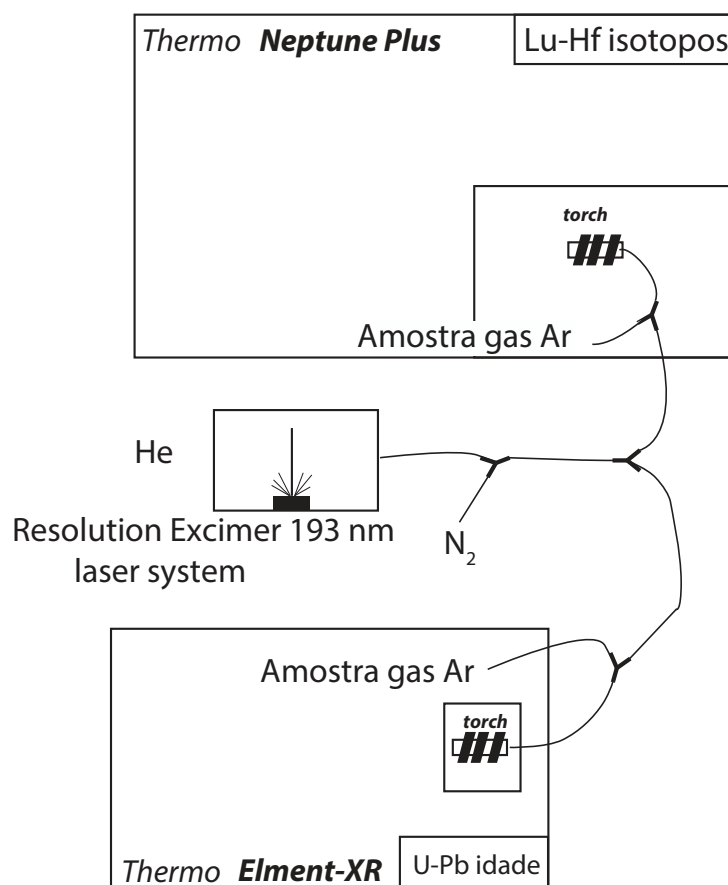 Thermo Neptune Plus
Lu-Hf isotopos
torch
Amostra gas Ar
He
Resolution Excimer 193 nm
laser system
N₂
Amostra gas Ar
torch
Thermo Elment-XR
U-Pb idade